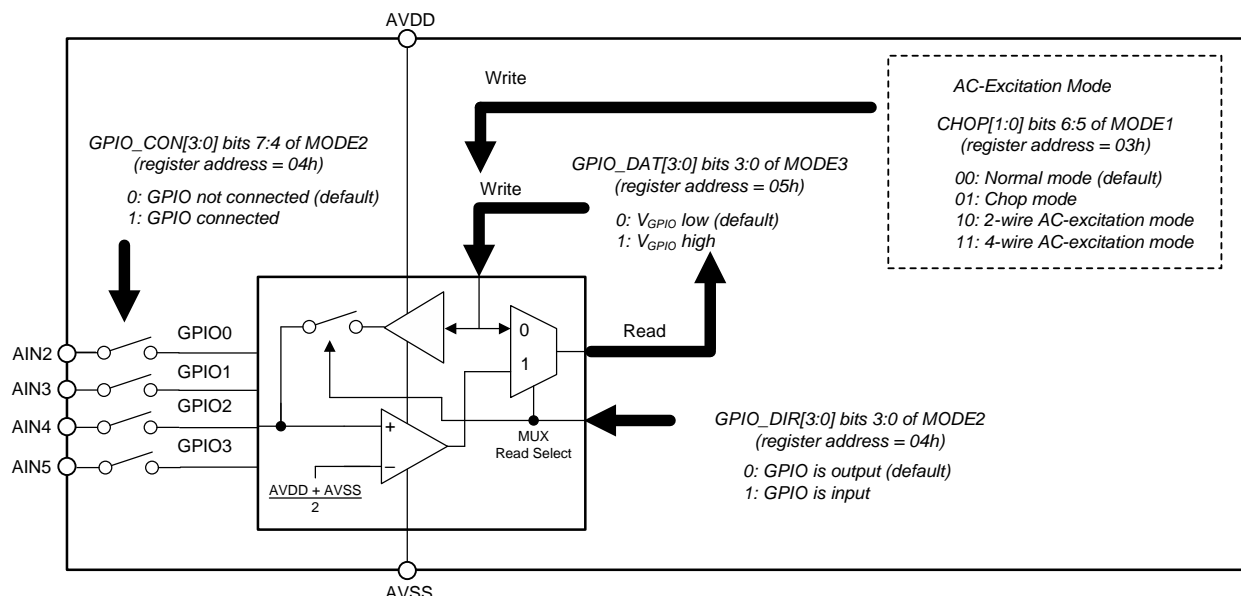 AVDD
Write
AC-Excitation Mode
CHOP[1:0] bits 6:5 of MODE1
(register address = 03h)
00: Normal mode (default)
01: Chop mode
10: 2-wire AC-excitation mode
11: 4-wire AC-excitation mode
GPIO_CON[3:0] bits 7:4 of MODE2
(register address = 04h)
0: GPIO not connected (default)
1: GPIO connected
GPIO_DAT[3:0] bits 3:0 of MODE3
(register address = 05h)
Write
0: VGPIO low (default)
1: VGPIO high
GPIO0
AIN2
GPIO1
AIN3
GPIO2
AIN4
GPIO3
AIN5
0
1
Read
+
−
MUX
Read Select
AVDD + AVSS
2
GPIO_DIR[3:0] bits 3:0 of MODE2
(register address = 04h)
0: GPIO is output (default)
1: GPIO is input
AVSS